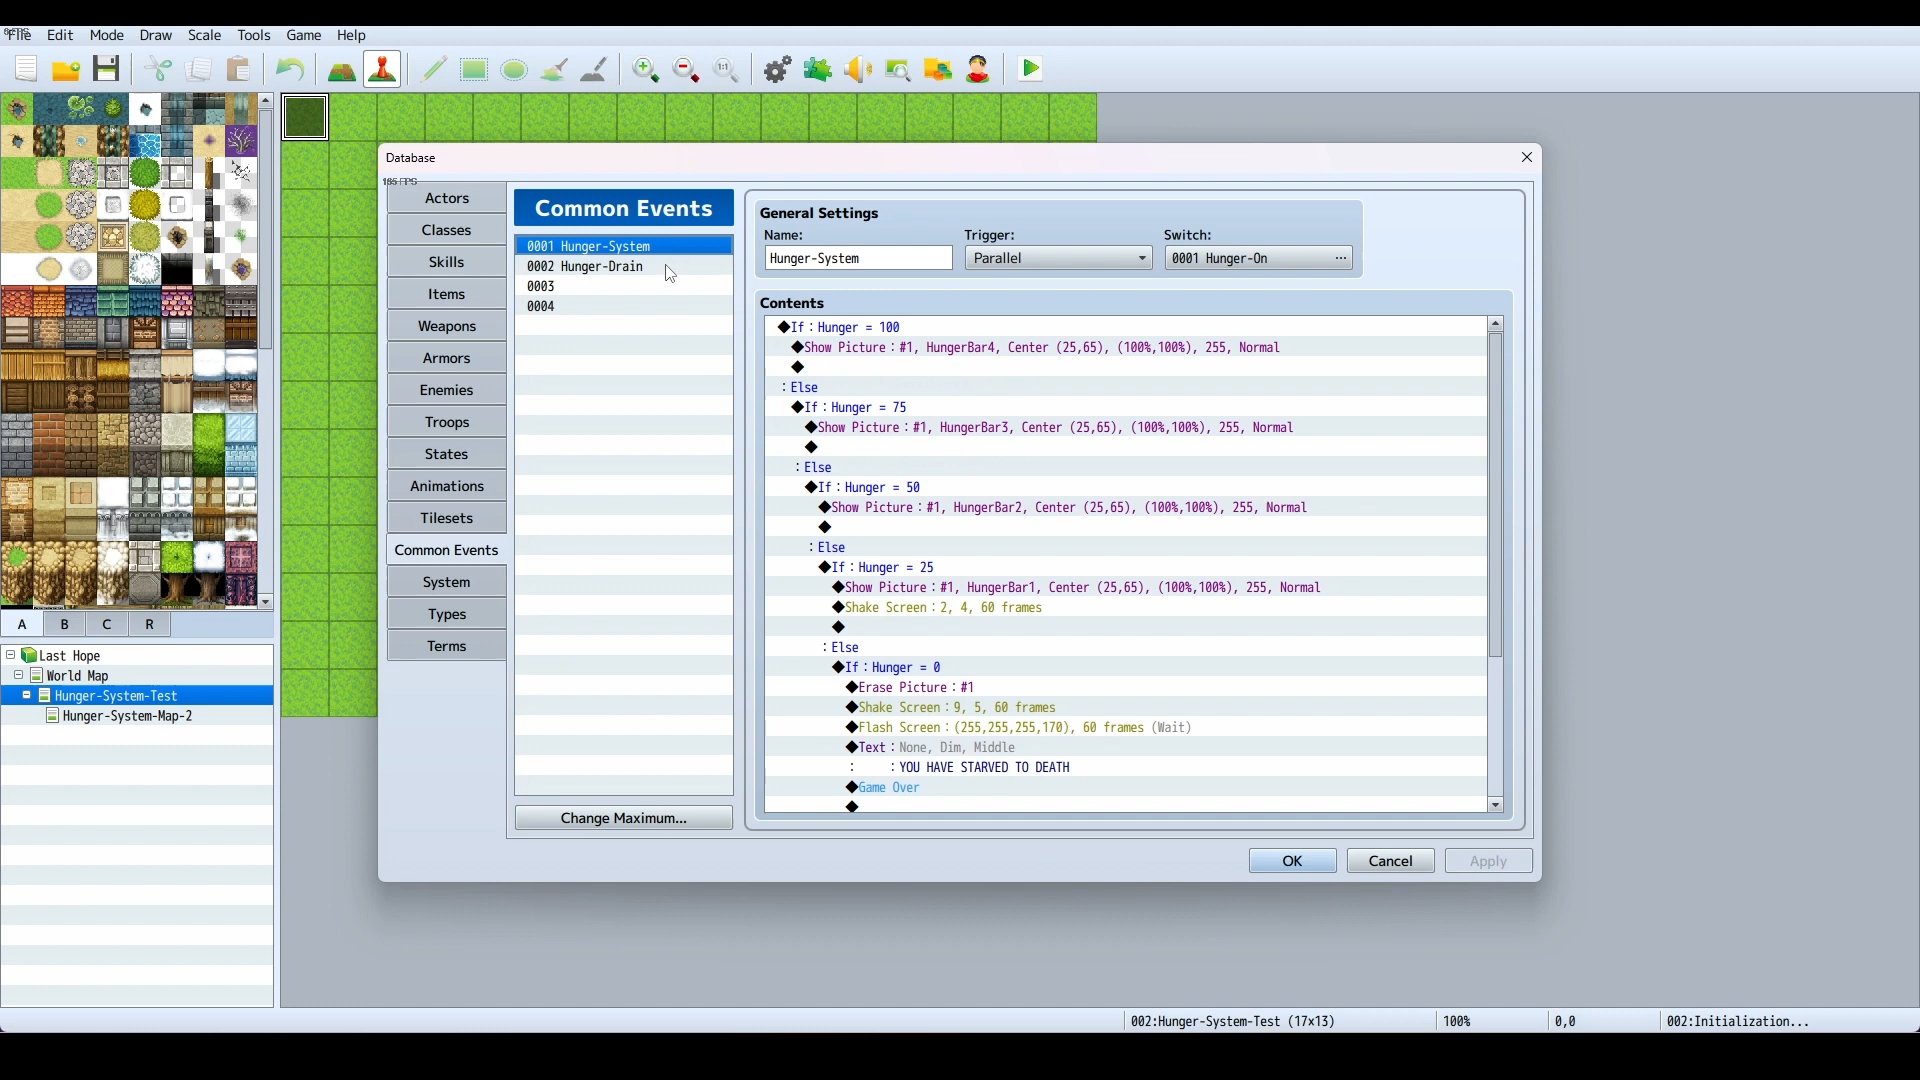 File Edit Mode Draw Scale Tools Game Help
Database
165 FPS
Actors
Classes
Skills
Items
Weapons
Armors
Enemies
Troops
States
Animations
Tilesets
Common Events
System
Types
Terms
Common Events
0001 Hunger-System
0002 Hunger-Drain
0003
0004
Change Maximum...
General Settings
Name: Trigger: Switch:
Hunger-System Parallel 0001 Hunger-On ...
Contents
◆If : Hunger = 100
◆Show Picture : #1, HungerBar4, Center (25,65), (100%,100%), 255, Normal
◆
: Else
◆If : Hunger = 75
◆Show Picture : #1, HungerBar3, Center (25,65), (100%,100%), 255, Normal
◆
: Else
◆If : Hunger = 50
◆Show Picture : #1, HungerBar2, Center (25,65), (100%,100%), 255, Normal
◆
: Else
◆If : Hunger = 25
◆Show Picture : #1, HungerBar1, Center (25,65), (100%,100%), 255, Normal
◆Shake Screen : 2, 4, 60 frames
◆
: Else
◆If : Hunger = 0
◆Erase Picture : #1
◆Shake Screen : 9, 5, 60 frames
◆Flash Screen : (255,255,255,170), 60 frames (Wait)
◆Text : None, Dim, Middle
: : YOU HAVE STARVED TO DEATH
◆Game Over
◆
OK Cancel Apply
A B C R
Last Hope
World Map
Hunger-System-Test
Hunger-System-Map-2
002:Hunger-System-Test (17×13) 100% 0,0 002:Initialization...